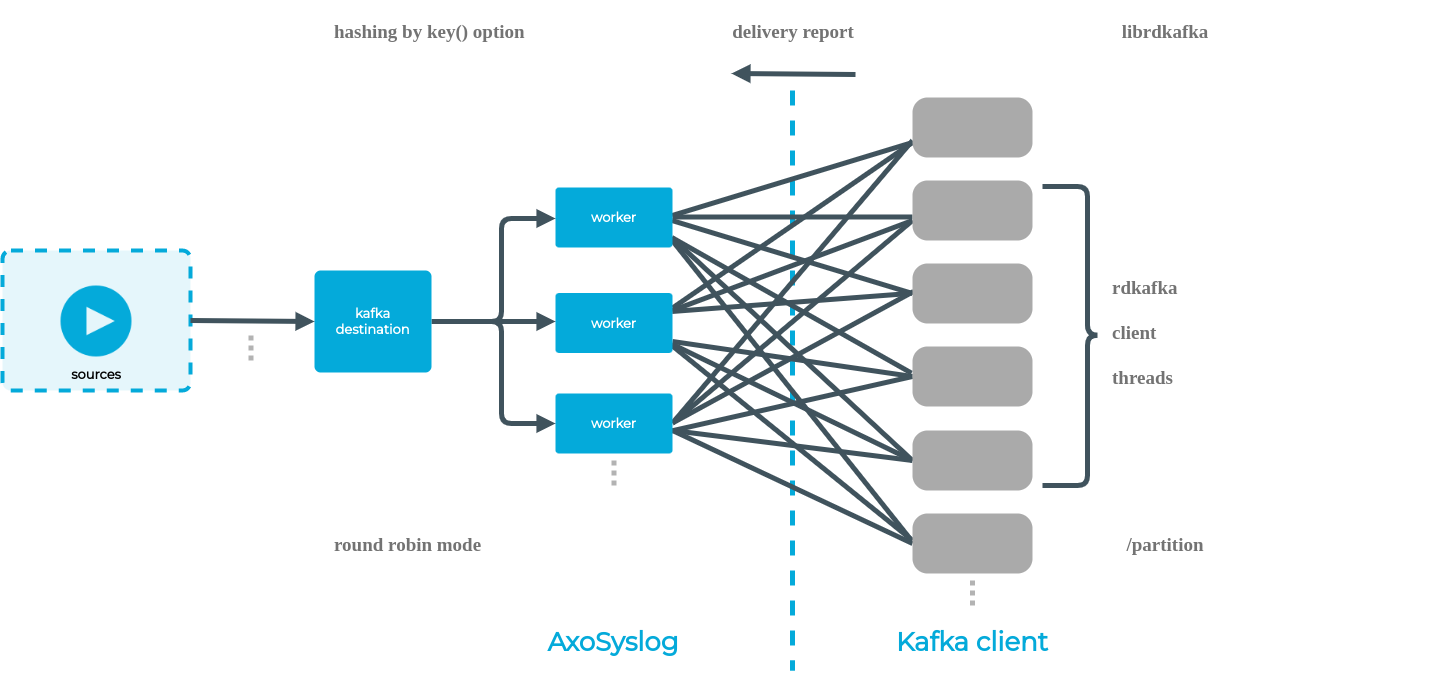 hashing by key() option
delivery report
librdkafka
worker
rdkafka
kafka
destination
worker
client
sources
threads
worker
round robin mode
/partition
AxoSyslog
Kafka client